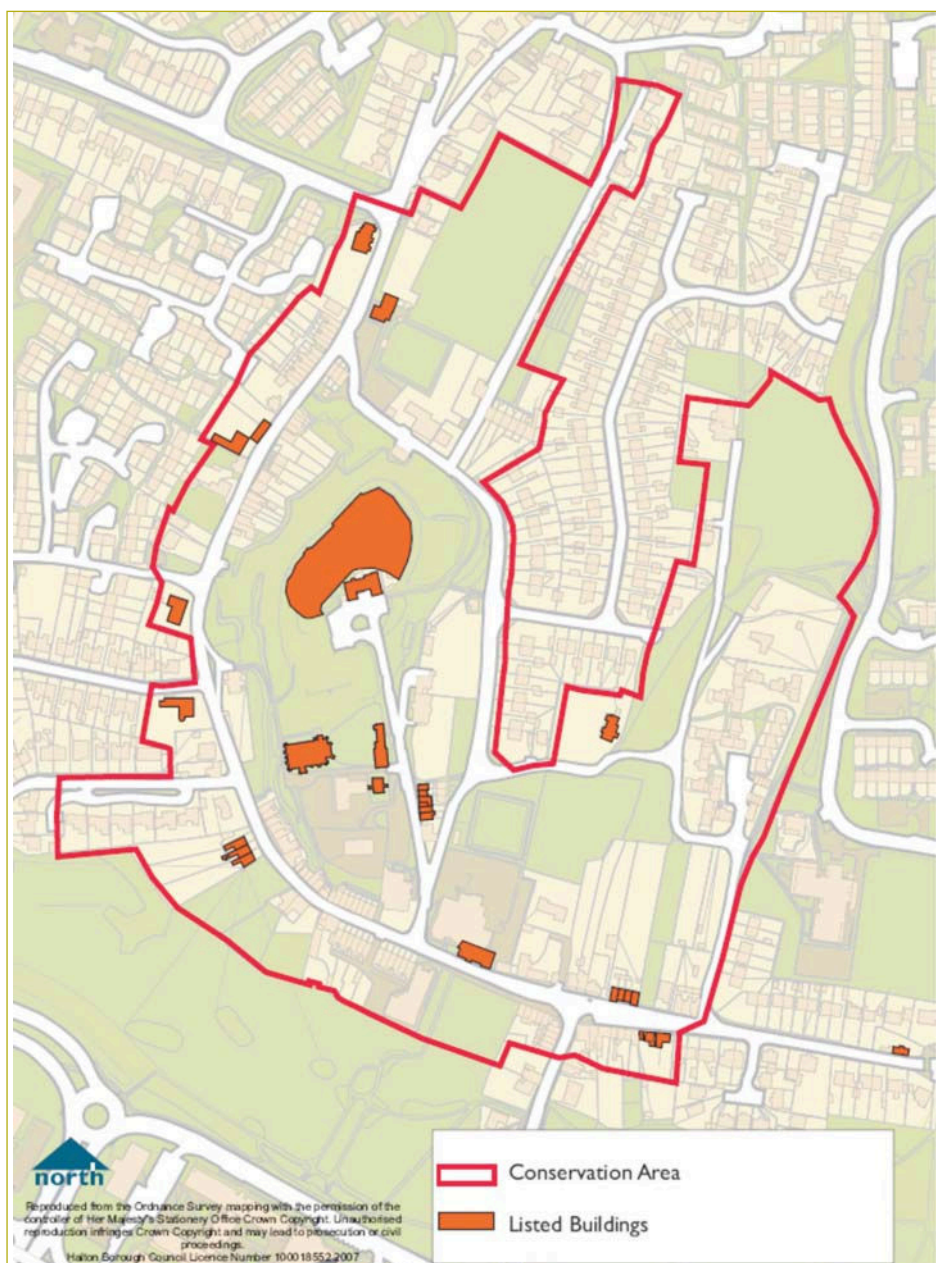 north
Reproduced from the Ordnance Survey mapping with the permission of the
controller of Her Majesty's Stationery Office Crown Copyright. Unauthorised
reproduction infringes Crown Copyright and may lead to prosecution or civil
proceedings.
Halton Borough Council Licence Number 100018552 2007
Conservation Area
Listed Buildings